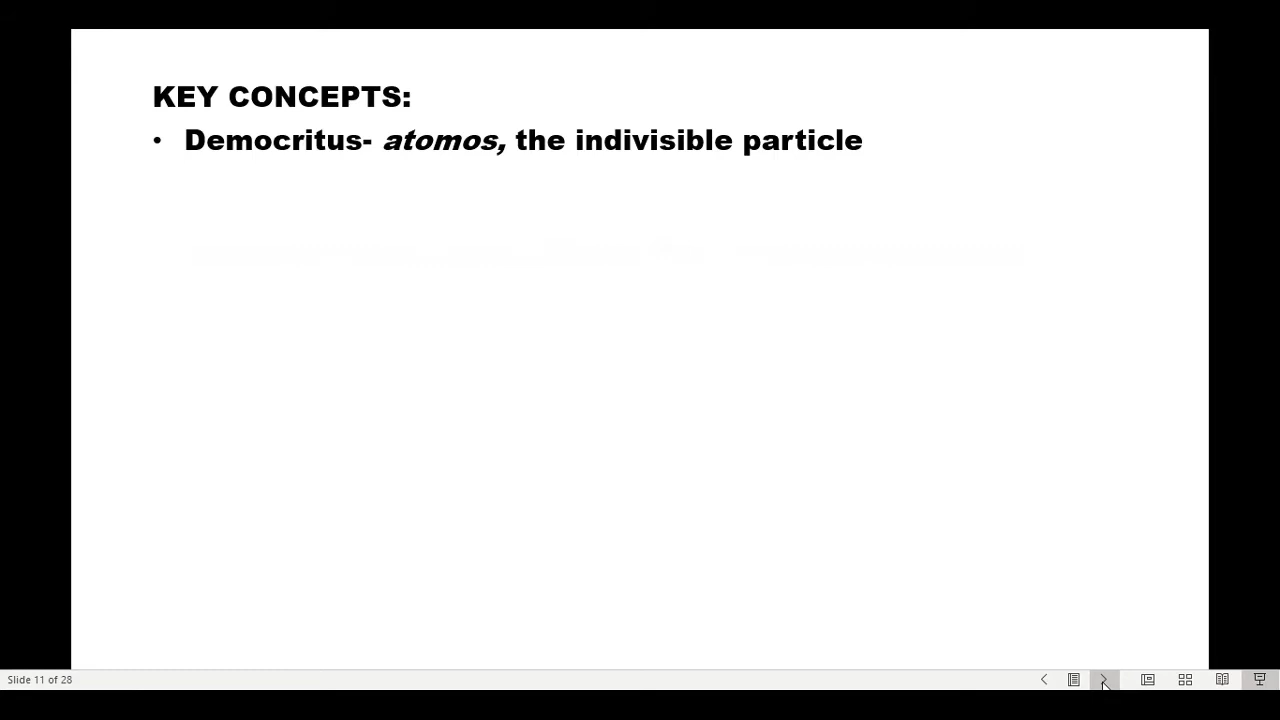 KEY CONCEPTS:
• Democritus- atomos, the indivisible particle
Slide 11 of 28